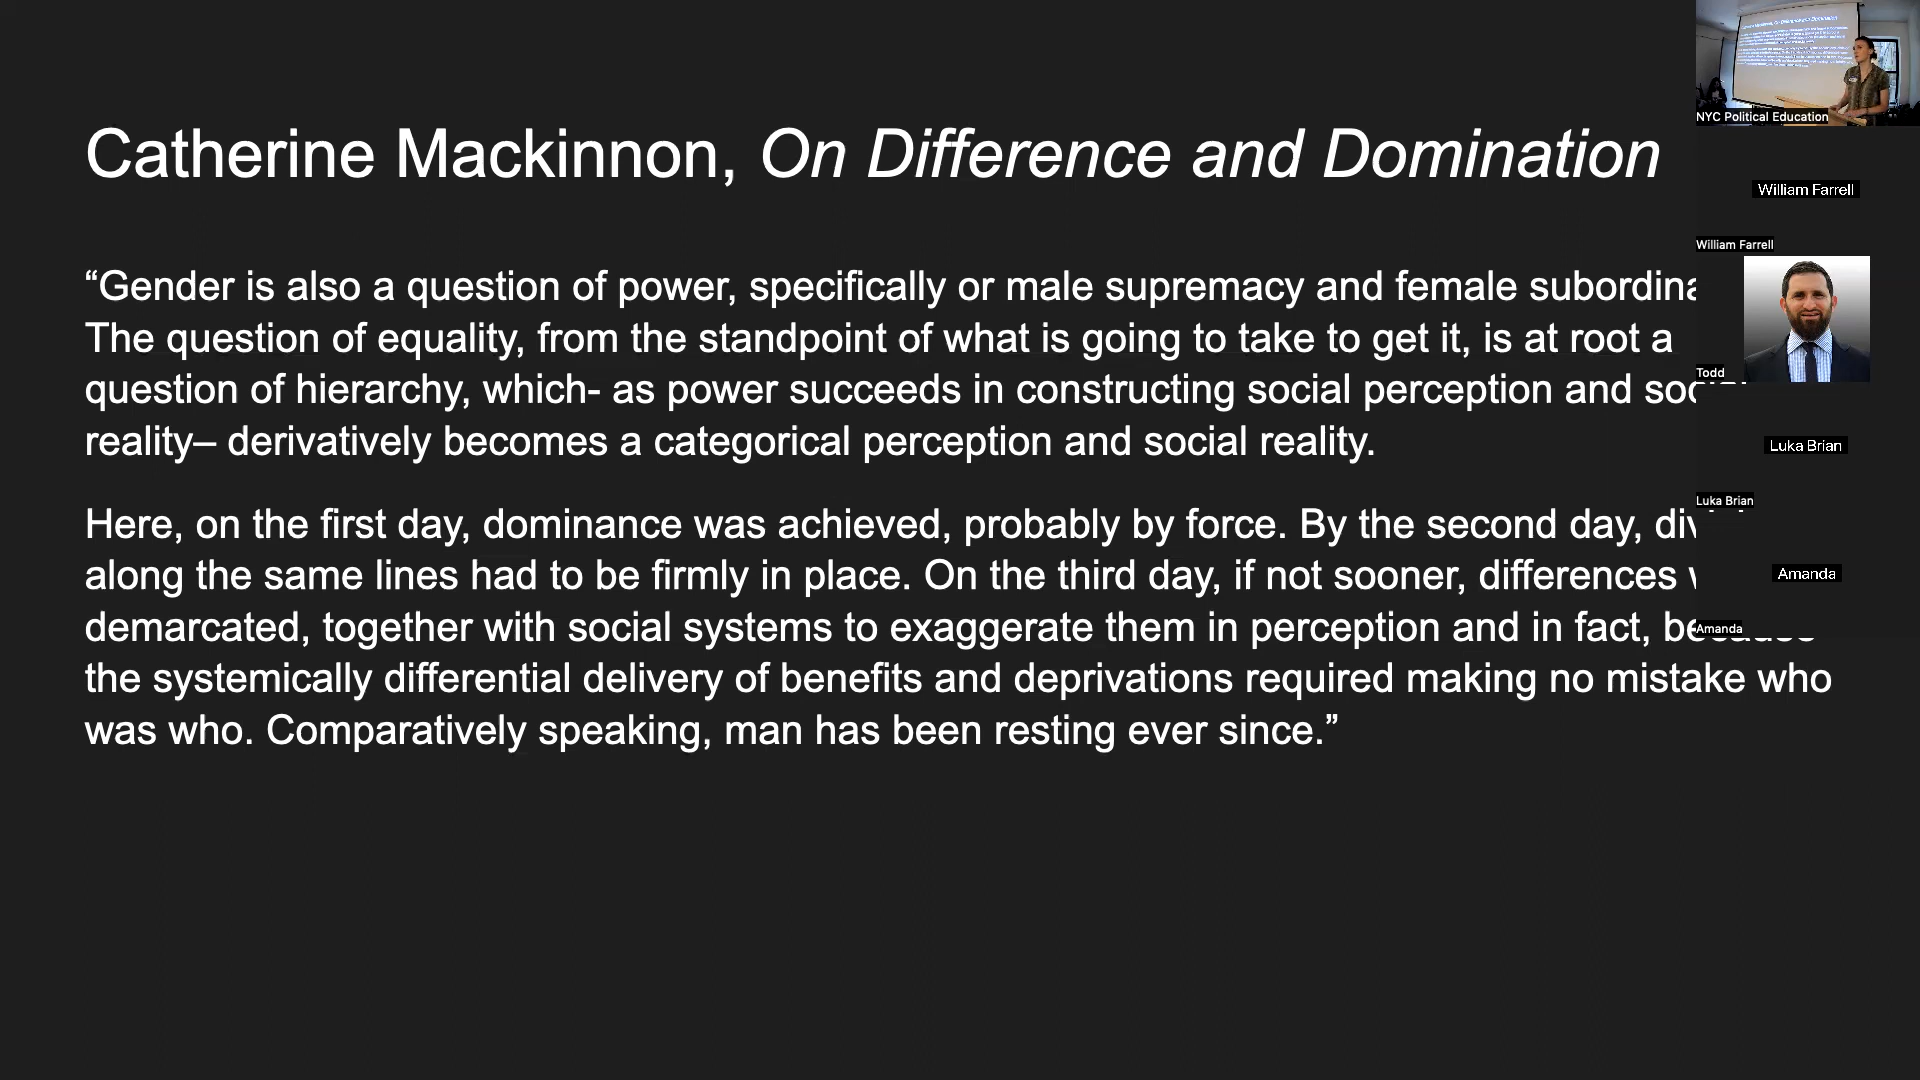 Catherine Mackinnon, On Difference and Domination
“Gender is also a question of power, specifically or male supremacy and female
The question of equality, from the standpoint of what is going to take to get it, is at root a
question of hierarchy, which- as power succeeds in constructing social perception and
reality– derivatively becomes a categorical perception and social reality.
Here, on the first day, dominance was achieved, probably by force. By the second day,
along the same lines had to be firmly in place. On the third day, if not sooner, differences
demarcated, together with social systems to exaggerate them in perception and in fact, because
the systemically differential delivery of benefits and deprivations required making no mistake who
was who. Comparatively speaking, man has been resting ever since.”
NYC Political Education
William Farrell
William Farrell
Todd
Luka Brian
Luka Brian
Amanda
Amanda